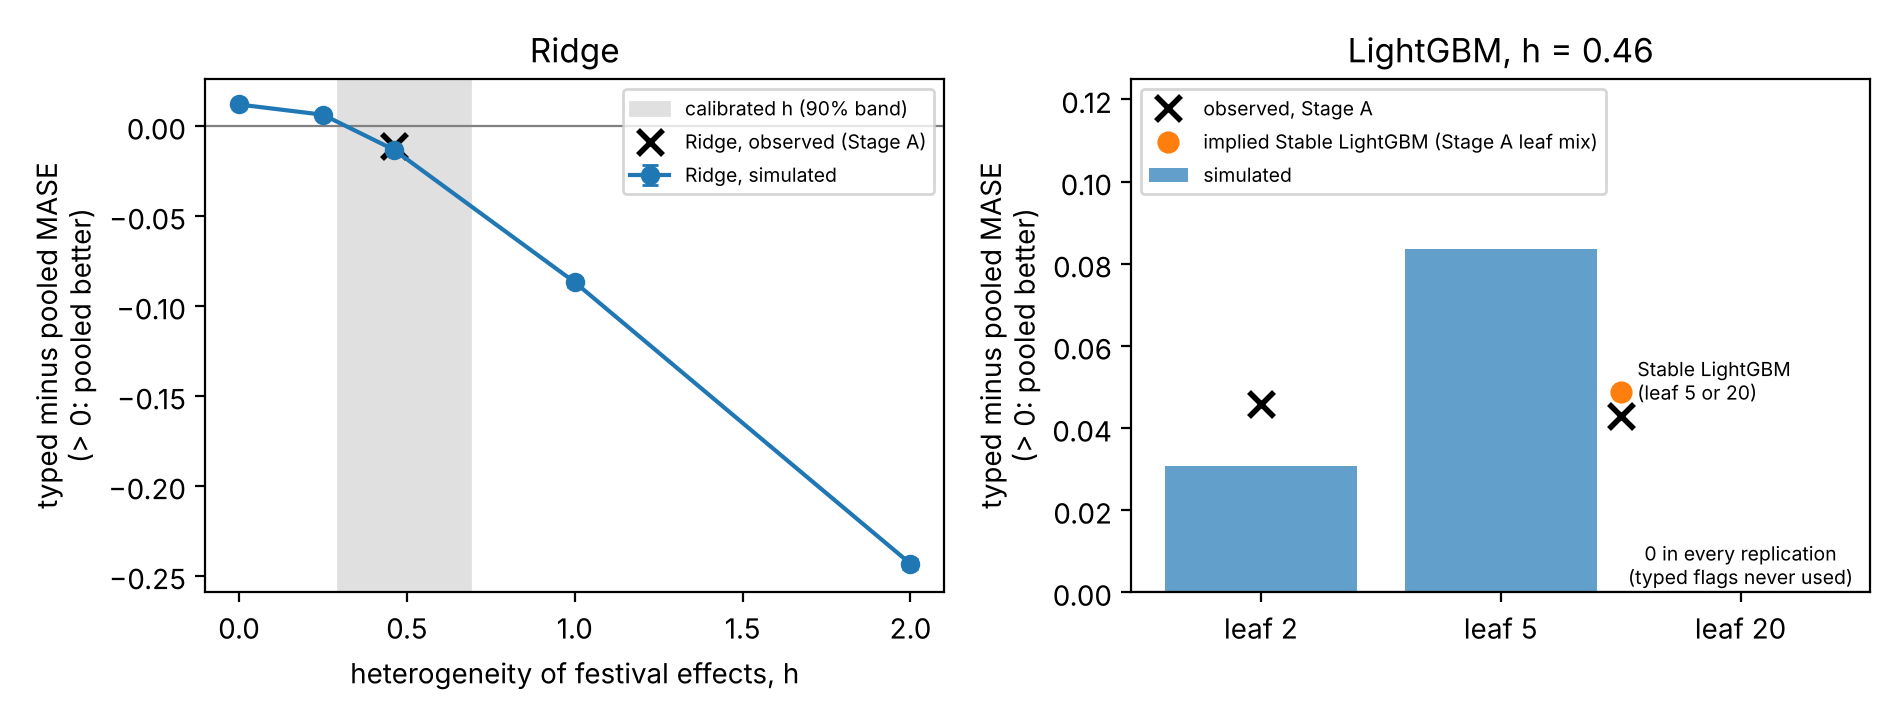 Ridge
typed minus pooled MASE
(> 0: pooled better)
0.00
−0.05
−0.10
−0.15
−0.20
−0.25
calibrated h (90% band)
Ridge, observed (Stage A)
Ridge, simulated
0.0
0.5
1.0
1.5
2.0
heterogeneity of festival effects, h
LightGBM, h = 0.46
typed minus pooled MASE
(> 0: pooled better)
0.12
0.10
0.08
0.06
0.04
0.02
0.00
observed, Stage A
implied Stable LightGBM (Stage A leaf mix)
simulated
Stable LightGBM
(leaf 5 or 20)
0 in every replication
(typed flags never used)
leaf 2
leaf 5
leaf 20